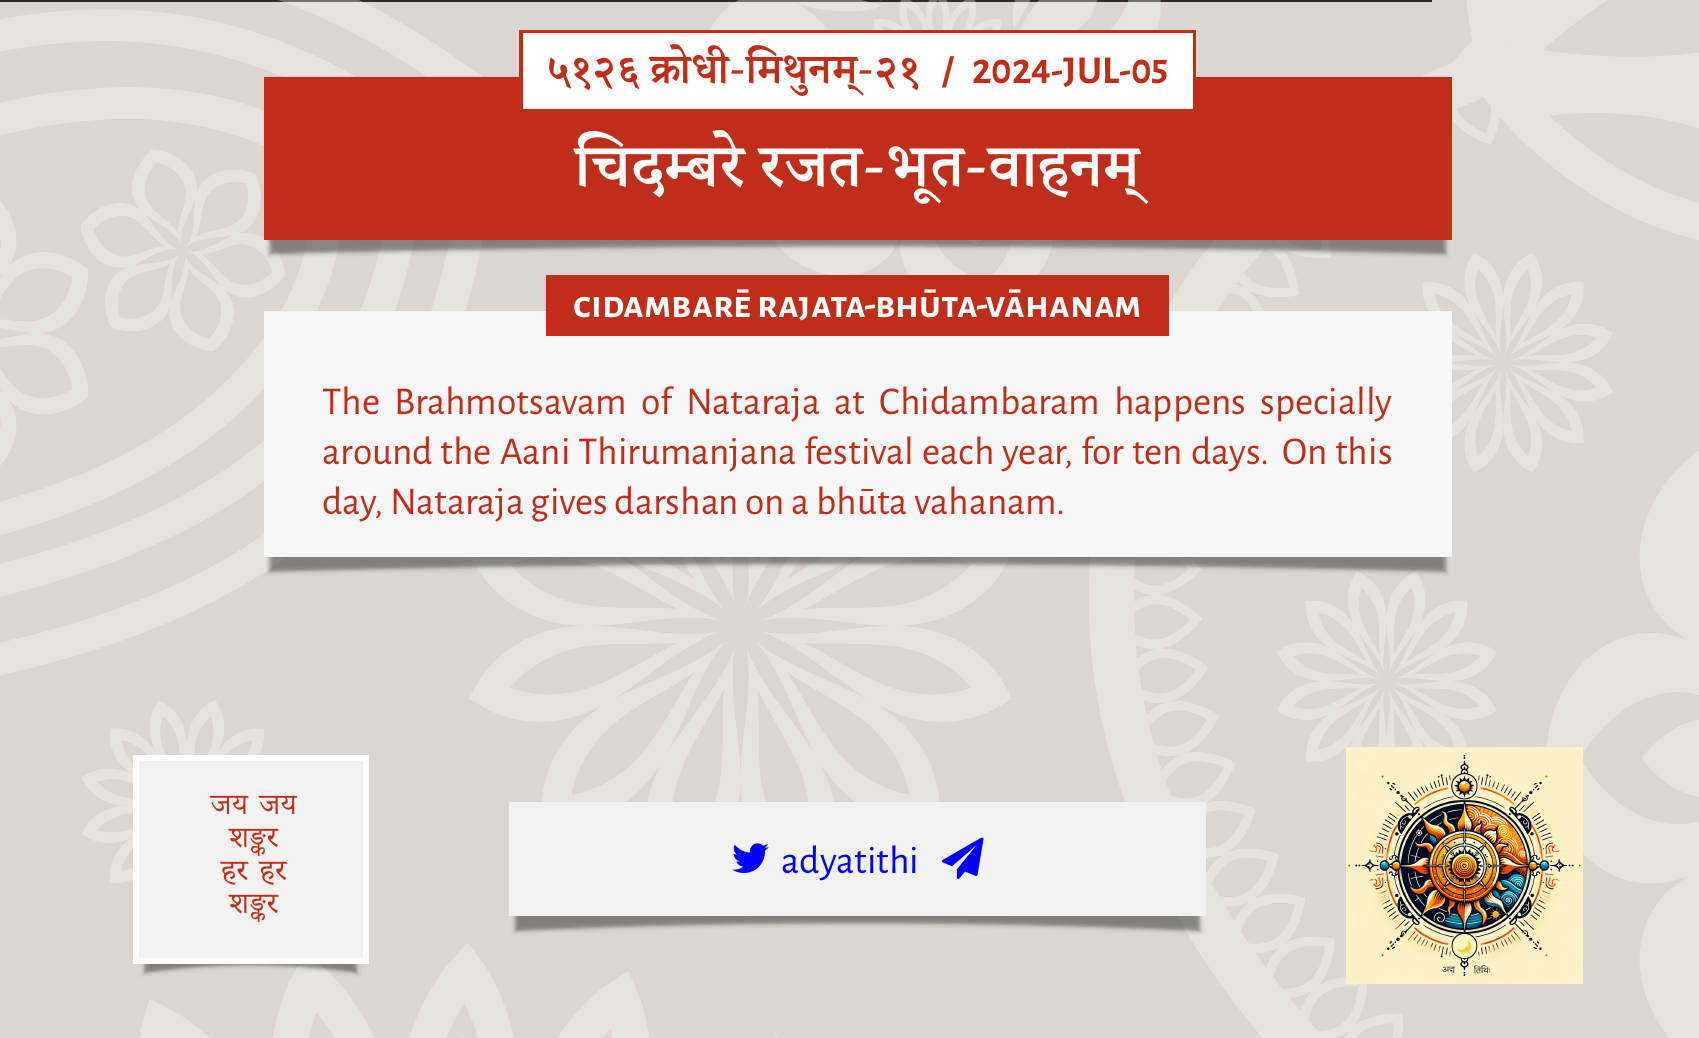 ५१२६ क्रोधी-मिथुनम्-२१ / 2024-JUL-05
चिदम्बरे रजत-भूत-वाहनम्
CIDAMBARĒ RAJATA-BHŪTA-VĀHANAM
The Brahmotsavam of Nataraja at Chidambaram happens specially
around the Aani Thirumanjana festival each year, for ten days. On this
day, Nataraja gives darshan on a bhūta vahanam.
जय जय
शङ्कर
हर हर
शङ्कर
adyatithi
अद्य तिथिः